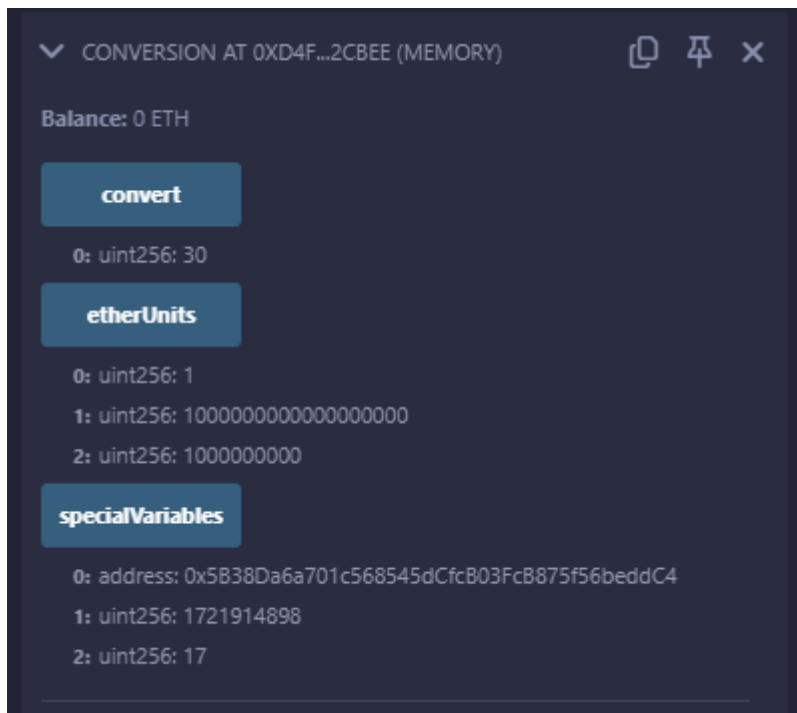 CONVERSION AT 0XD4F...2CBEE (MEMORY)
Balance: 0 ETH
convert
0: uint256: 30
etherUnits
0: uint256: 1
1: uint256: 1000000000000000000
2: uint256: 1000000000
specialVariables
0: address: 0x5B38Da6a701c568545dCfcB03FcB875f56beddC4
1: uint256: 1721914898
2: uint256: 17